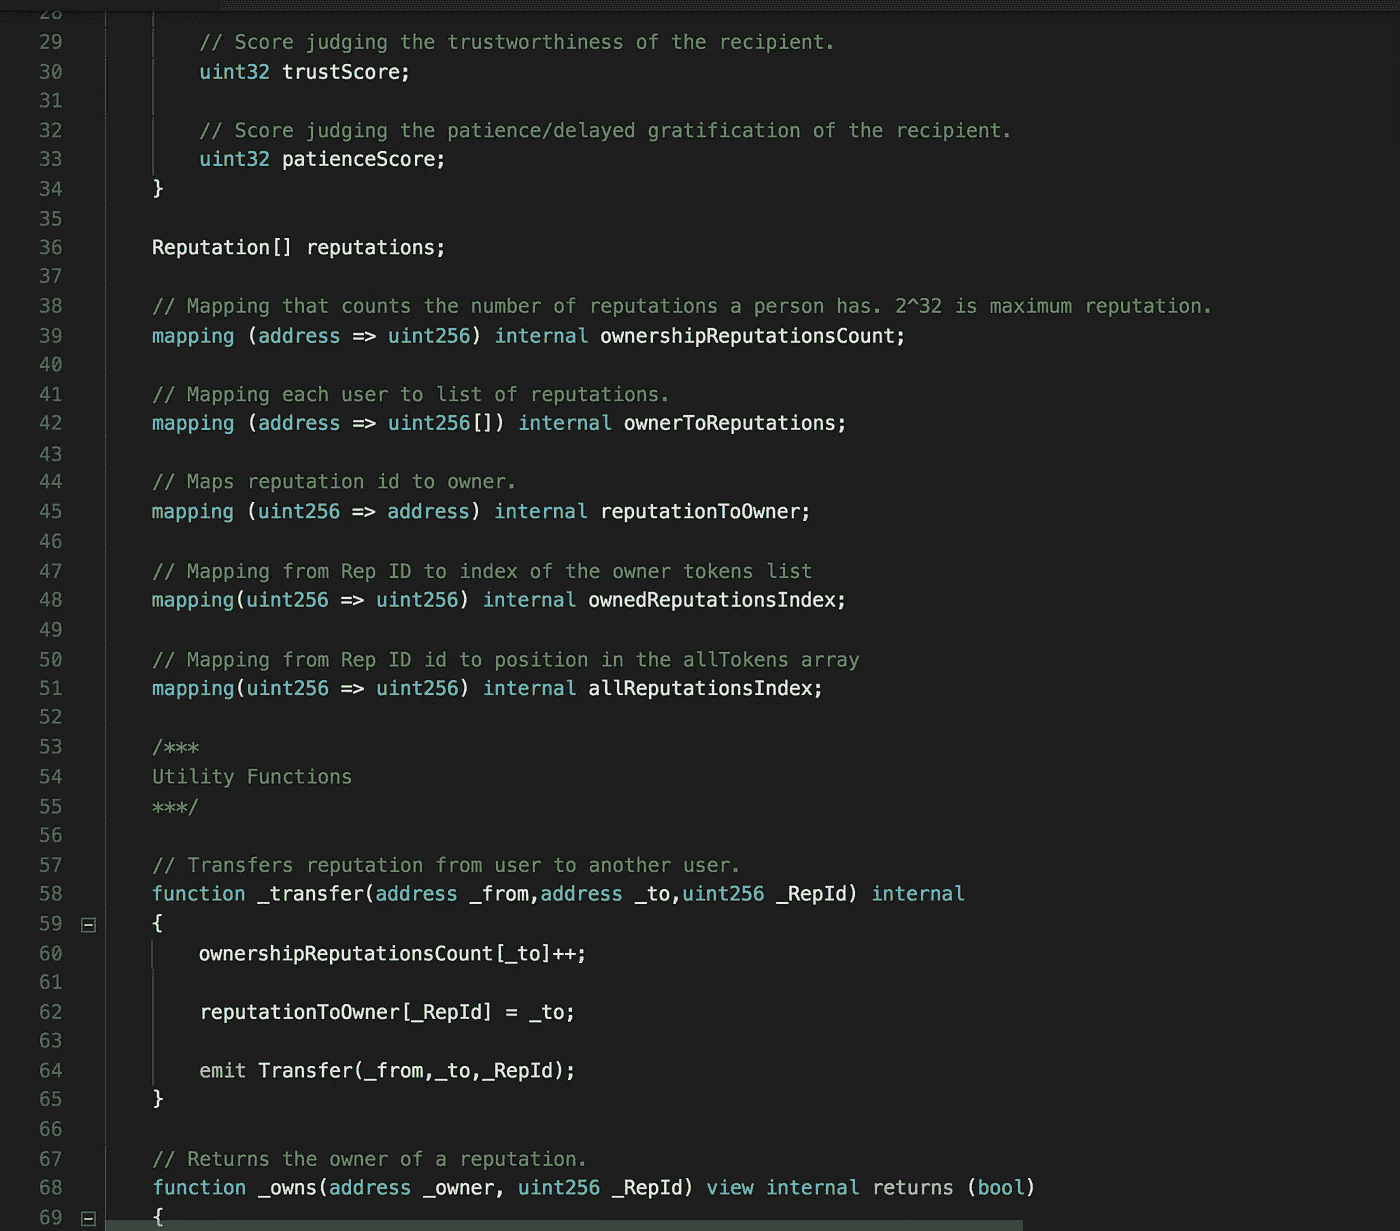 28
29 // Score judging the trustworthiness of the recipient.
30 uint32 trustScore;
31
32 // Score judging the patience/delayed gratification of the recipient.
33 uint32 patienceScore;
34 }
35
36 Reputation[] reputations;
37
38 // Mapping that counts the number of reputations a person has. 2^32 is maximum reputation.
39 mapping (address => uint256) internal ownershipReputationsCount;
40
41 // Mapping each user to list of reputations.
42 mapping (address => uint256[]) internal ownerToReputations;
43
44 // Maps reputation id to owner.
45 mapping (uint256 => address) internal reputationToOwner;
46
47 // Mapping from Rep ID to index of the owner tokens list
48 mapping(uint256 => uint256) internal ownedReputationsIndex;
49
50 // Mapping from Rep ID id to position in the allTokens array
51 mapping(uint256 => uint256) internal allReputationsIndex;
52
53 /***
54 Utility Functions
55 ***/
56
57 // Transfers reputation from user to another user.
58 function _transfer(address _from,address _to,uint256 _RepId) internal
59 {
60 ownershipReputationsCount[_to]++;
61
62 reputationToOwner[_RepId] = _to;
63
64 emit Transfer(_from,_to,_RepId);
65 }
66
67 // Returns the owner of a reputation.
68 function _owns(address _owner, uint256 _RepId) view internal returns (bool)
69 {